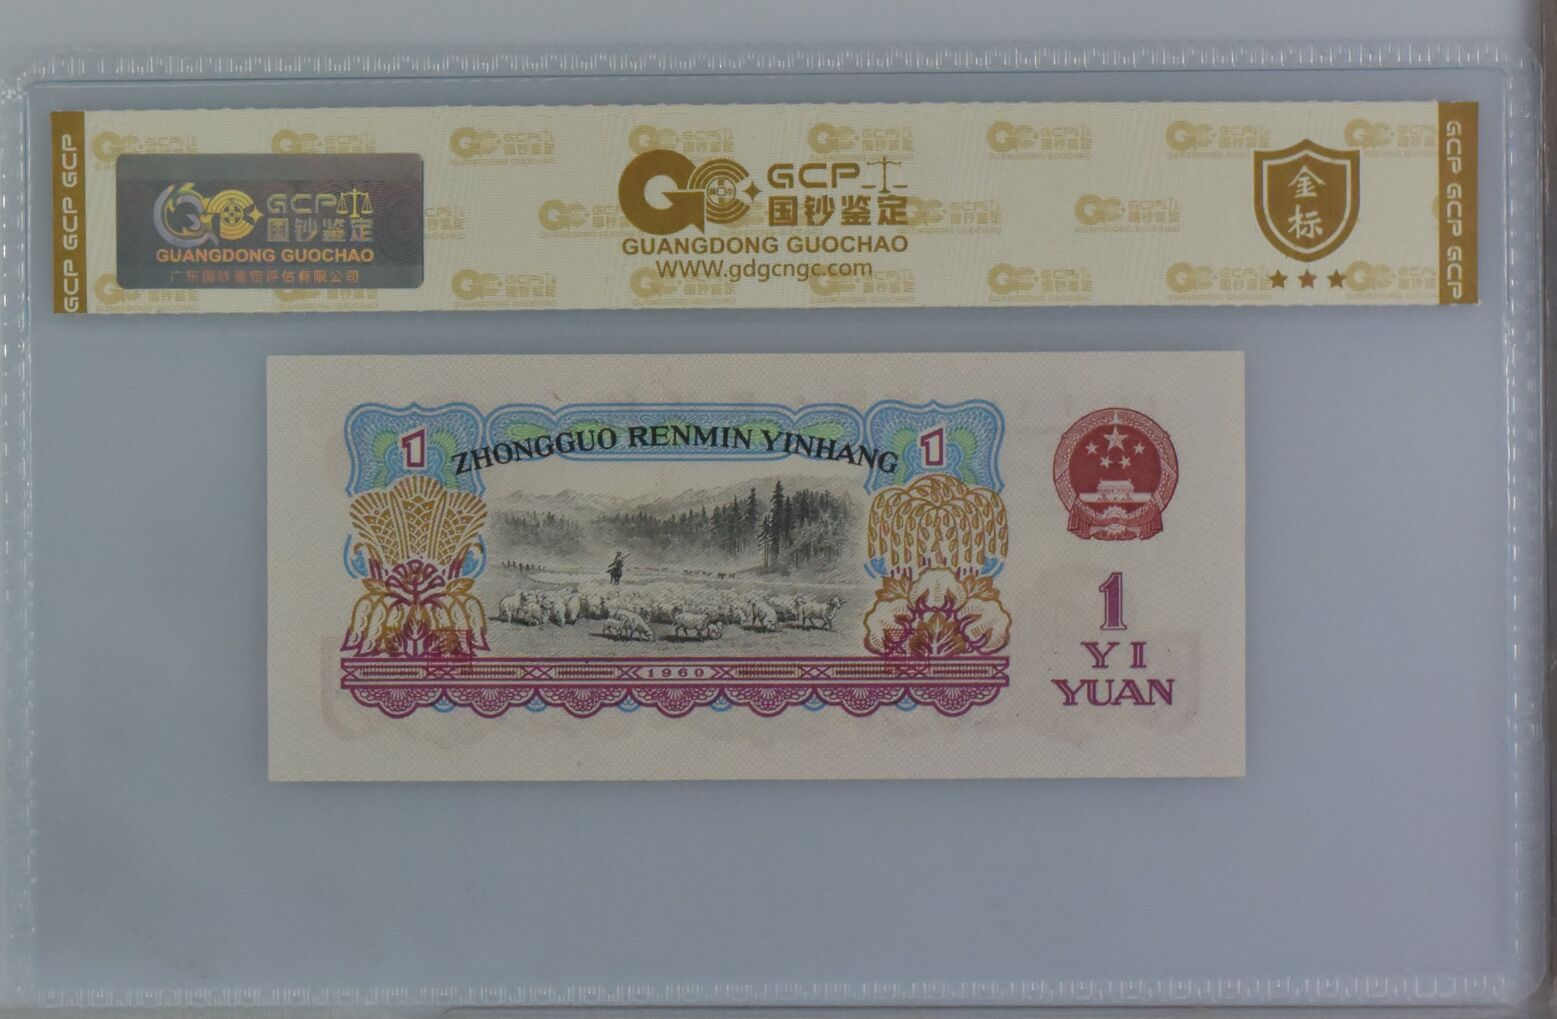 GCP GCP GCP
GCP
国钞鉴定
GUANGDONG GUOCHAO
广东国钞鉴定评估有限公司
GCP
国钞鉴定
GUANGDONG GUOCHAO
WWW.gdgcngc.com
金
标
GCP GCP GCP
1
ZHONGGUO RENMIN YINHANG
1
1960
1
YI
YUAN